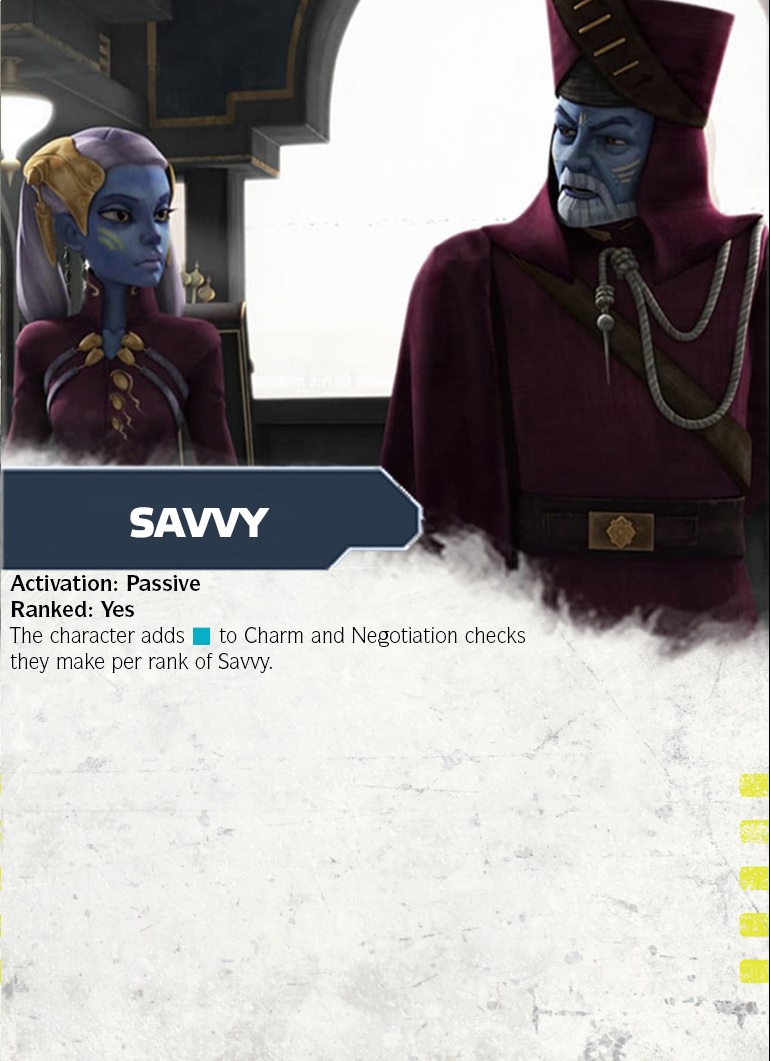 SAVVY
Activation: Passive
Ranked: Yes
The character adds to Charm and Negotiation checks
they make per rank of Savvy.